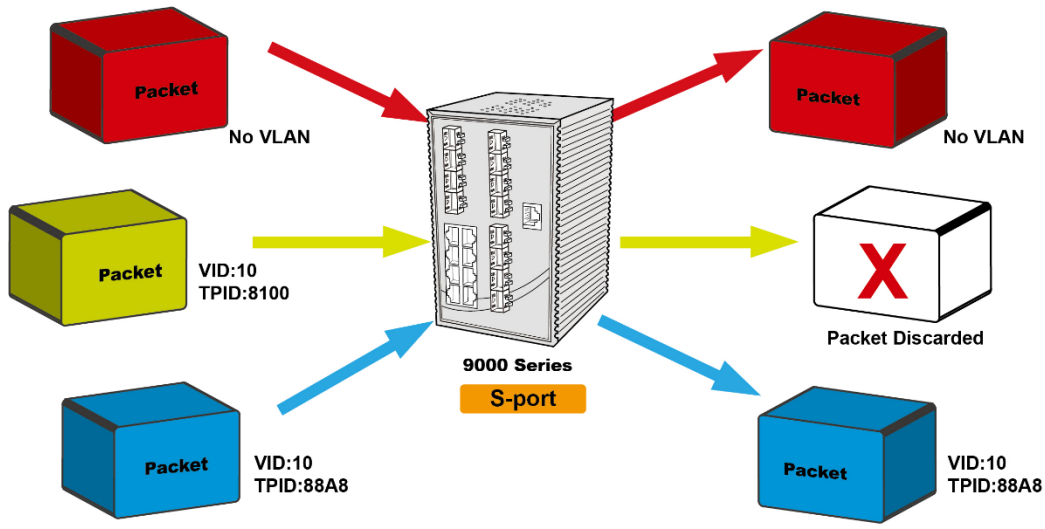 Packet
No VLAN
Packet
No VLAN
Packet
VID:10
TPID:8100
X
Packet Discarded
9000 Series
S-port
Packet
VID:10
TPID:88A8
Packet
VID:10
TPID:88A8